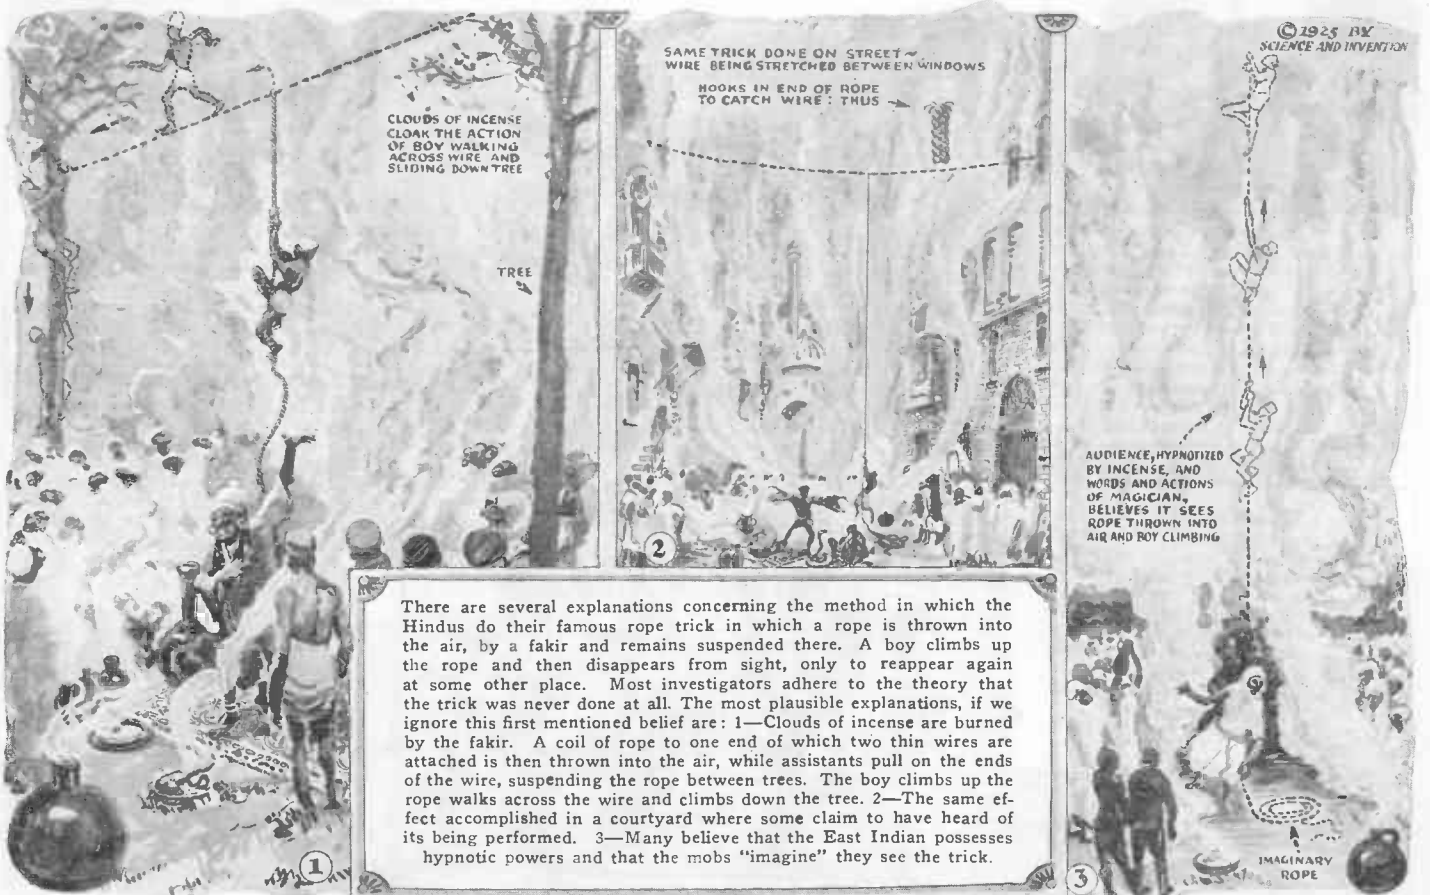 CLOUDS OF INCENSE
CLOAK THE ACTION
OF BOY WALKING
ACROSS WIRE AND
SLIDING DOWN TREE
TREE
1
SAME TRICK DONE ON STREET ~
WIRE BEING STRETCHED BETWEEN WINDOWS
HOOKS IN END OF ROPE
TO CATCH WIRE: THUS
2
©1925 BY
SCIENCE AND INVENTION
AUDIENCE, HYPNOTIZED
BY INCENSE, AND
WORDS AND ACTIONS
OF MAGICIAN,
BELIEVES IT SEES
ROPE THROWN INTO
AIR AND BOY CLIMBING
IMAGINARY
ROPE
3
There are several explanations concerning the method in which the
Hindus do their famous rope trick in which a rope is thrown into
the air, by a fakir and remains suspended there. A boy climbs up
the rope and then disappears from sight, only to reappear again
at some other place. Most investigators adhere to the theory that
the trick was never done at all. The most plausible explanations, if we
ignore this first mentioned belief are: 1—Clouds of incense are burned
by the fakir. A coil of rope to one end of which two thin wires are
attached is then thrown into the air, while assistants pull on the ends
of the wire, suspending the rope between trees. The boy climbs up the
rope walks across the wire and climbs down the tree. 2—The same ef-
fect accomplished in a courtyard where some claim to have heard of
its being performed. 3—Many believe that the East Indian possesses
hypnotic powers and that the mobs "imagine" they see the trick.